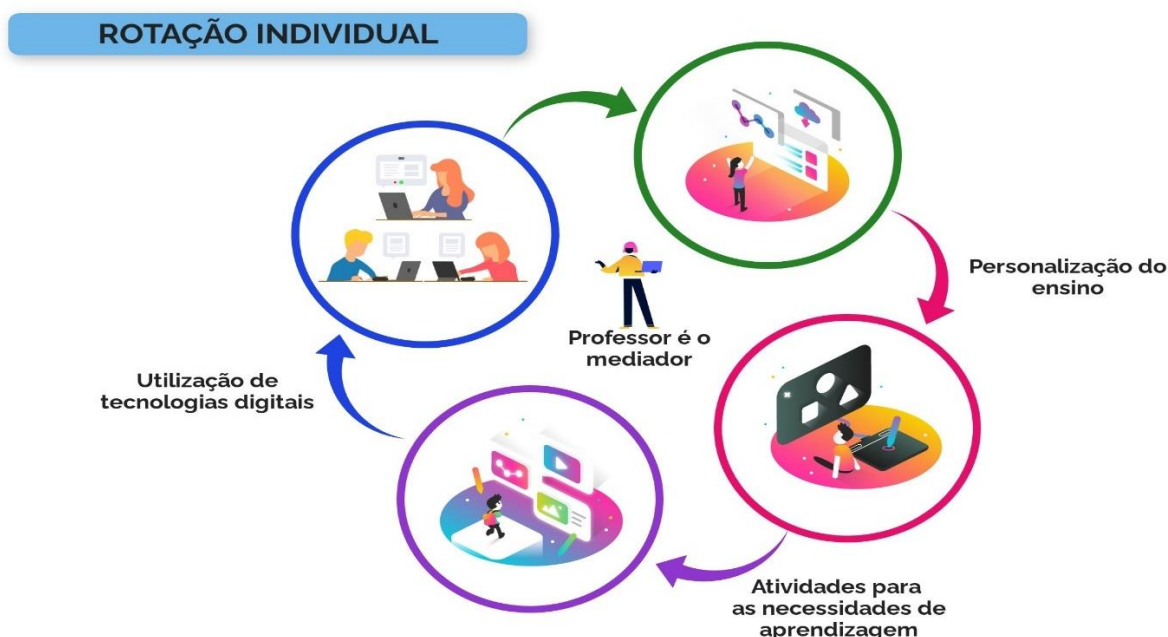 ROTAÇÃO INDIVIDUAL
Personalização do
ensino
Professor é o
mediador
Utilização de
tecnologias digitais
Atividades para
as necessidades de
aprendizagem